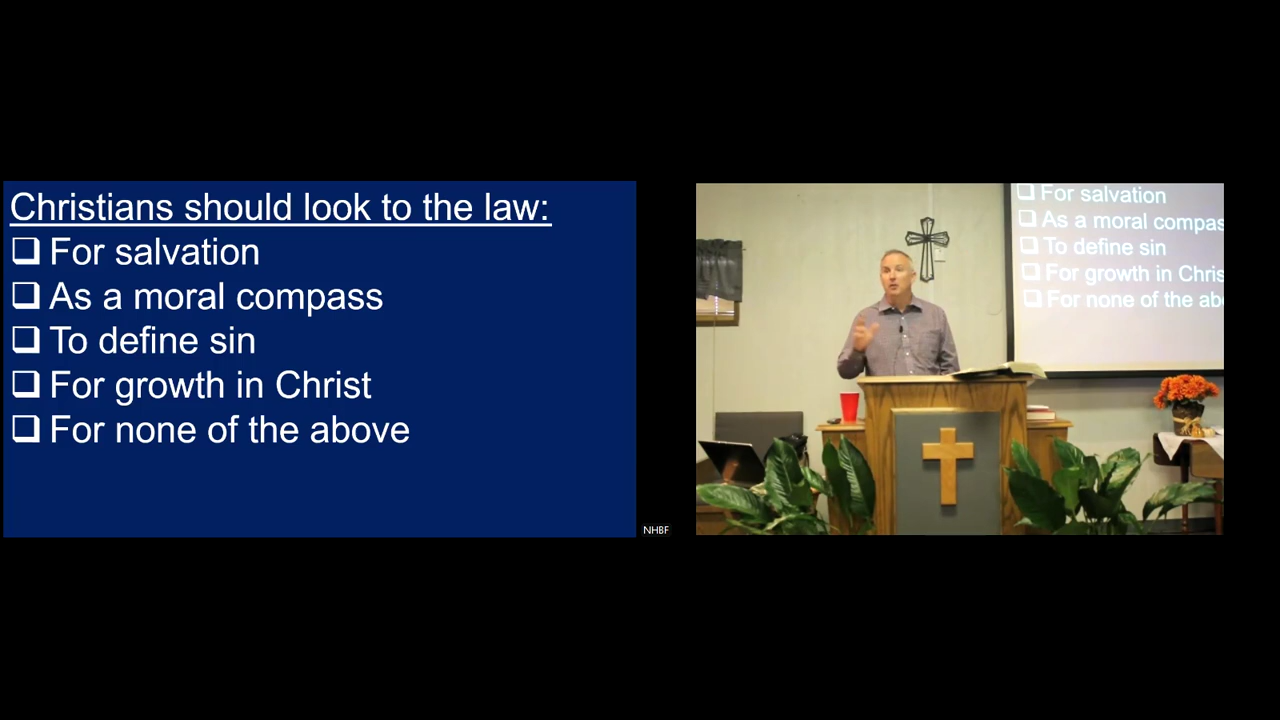 Christians should look to the law:
❑ For salvation
❑ As a moral compass
❑ To define sin
❑ For growth in Christ
❑ For none of the above
NHBF
❑ For salvation
❑ As a moral compas
❑ To define sin
❑ For growth in Chris
❑ For none of the abo